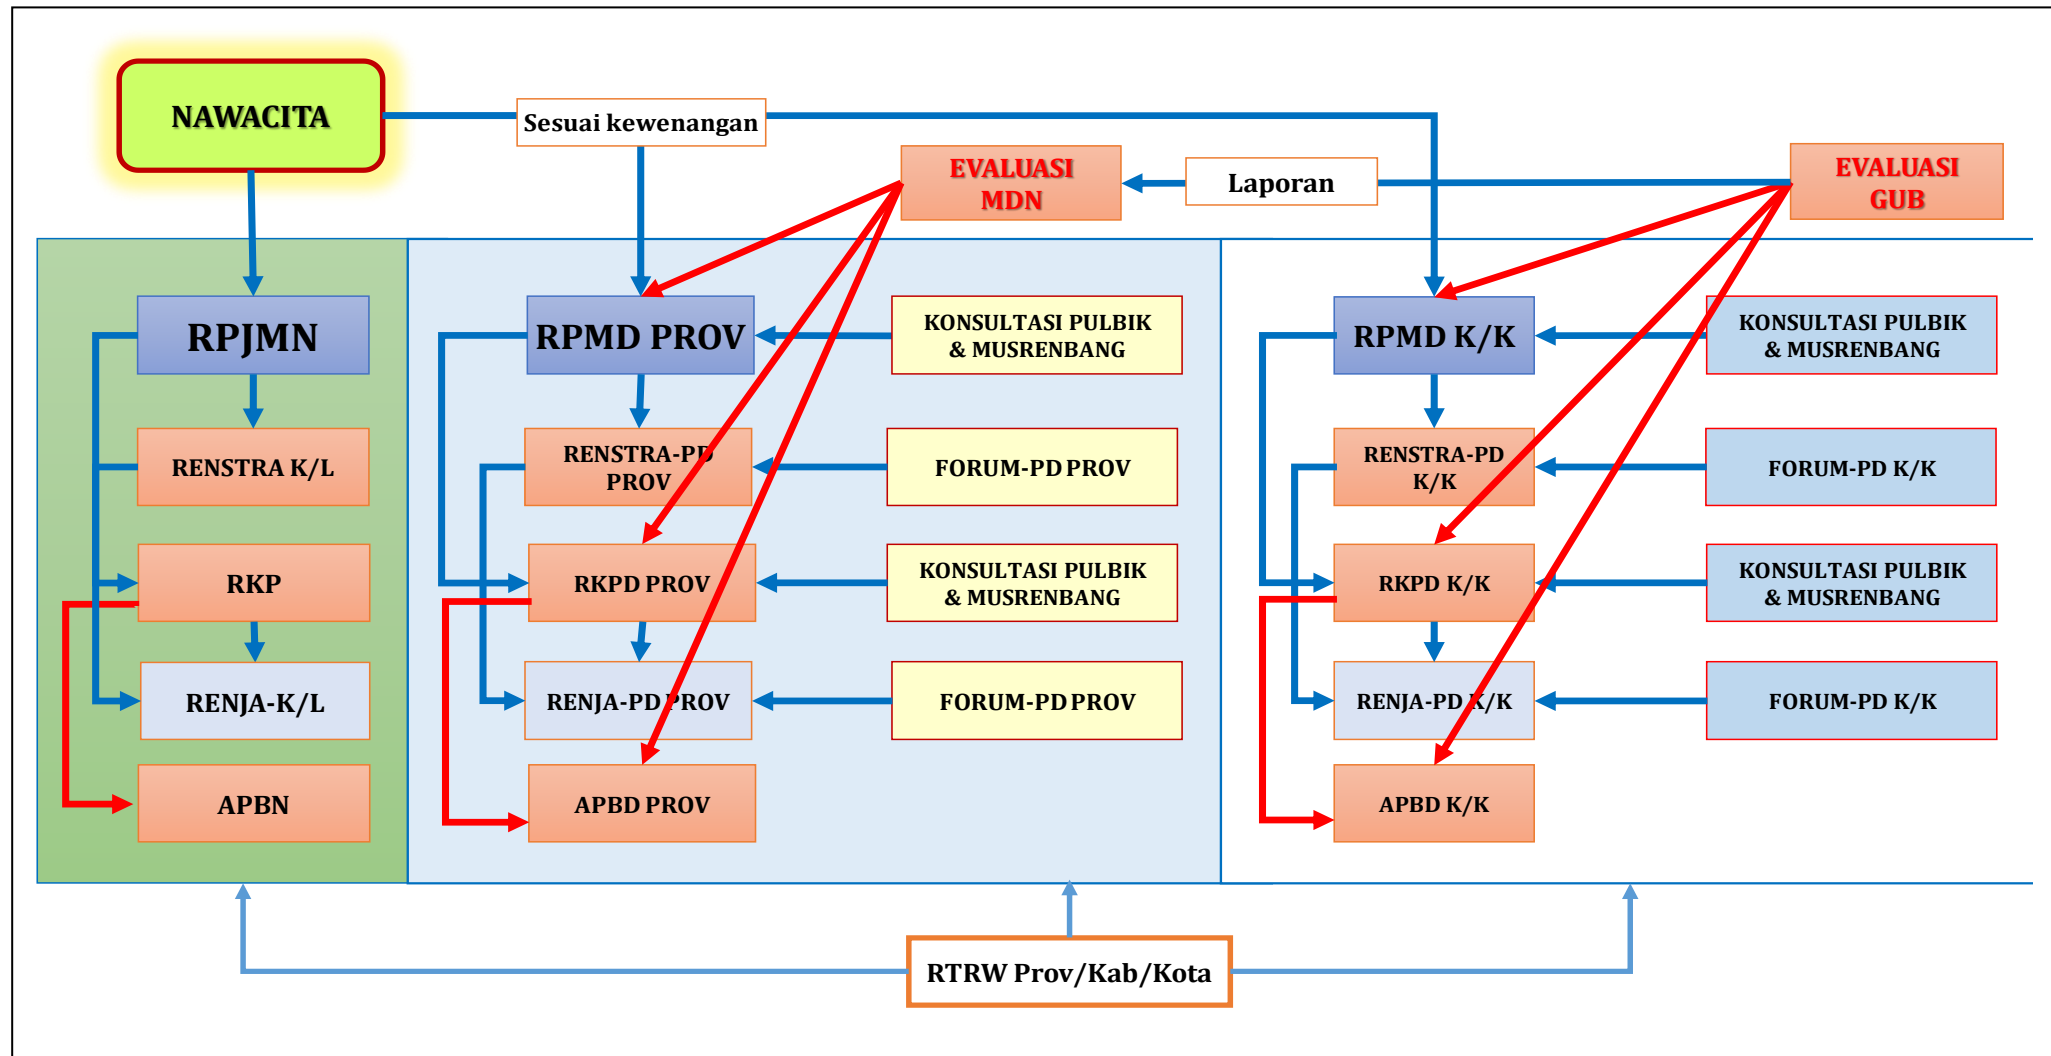 NAWACITA
Sesuai kewenangan
EVALUASI
MDN
Laporan
EVALUASI
GUB
RPJMN
RPMD PROV
KONSULTASI PULBIK
& MUSRENBANG
RPMD K/K
KONSULTASI PULBIK
& MUSRENBANG
RENSTRA K/L
RENSTRA-PD
PROV
FORUM-PD PROV
RENSTRA-PD
K/K
FORUM-PD K/K
RKP
RKPD PROV
KONSULTASI PULBIK
& MUSRENBANG
RKPD K/K
KONSULTASI PULBIK
& MUSRENBANG
RENJA-K/L
RENJA-PD PROV
FORUM-PD PROV
RENJA-PD K/K
FORUM-PD K/K
APBN
APBD PROV
APBD K/K
RTRW Prov/Kab/Kota